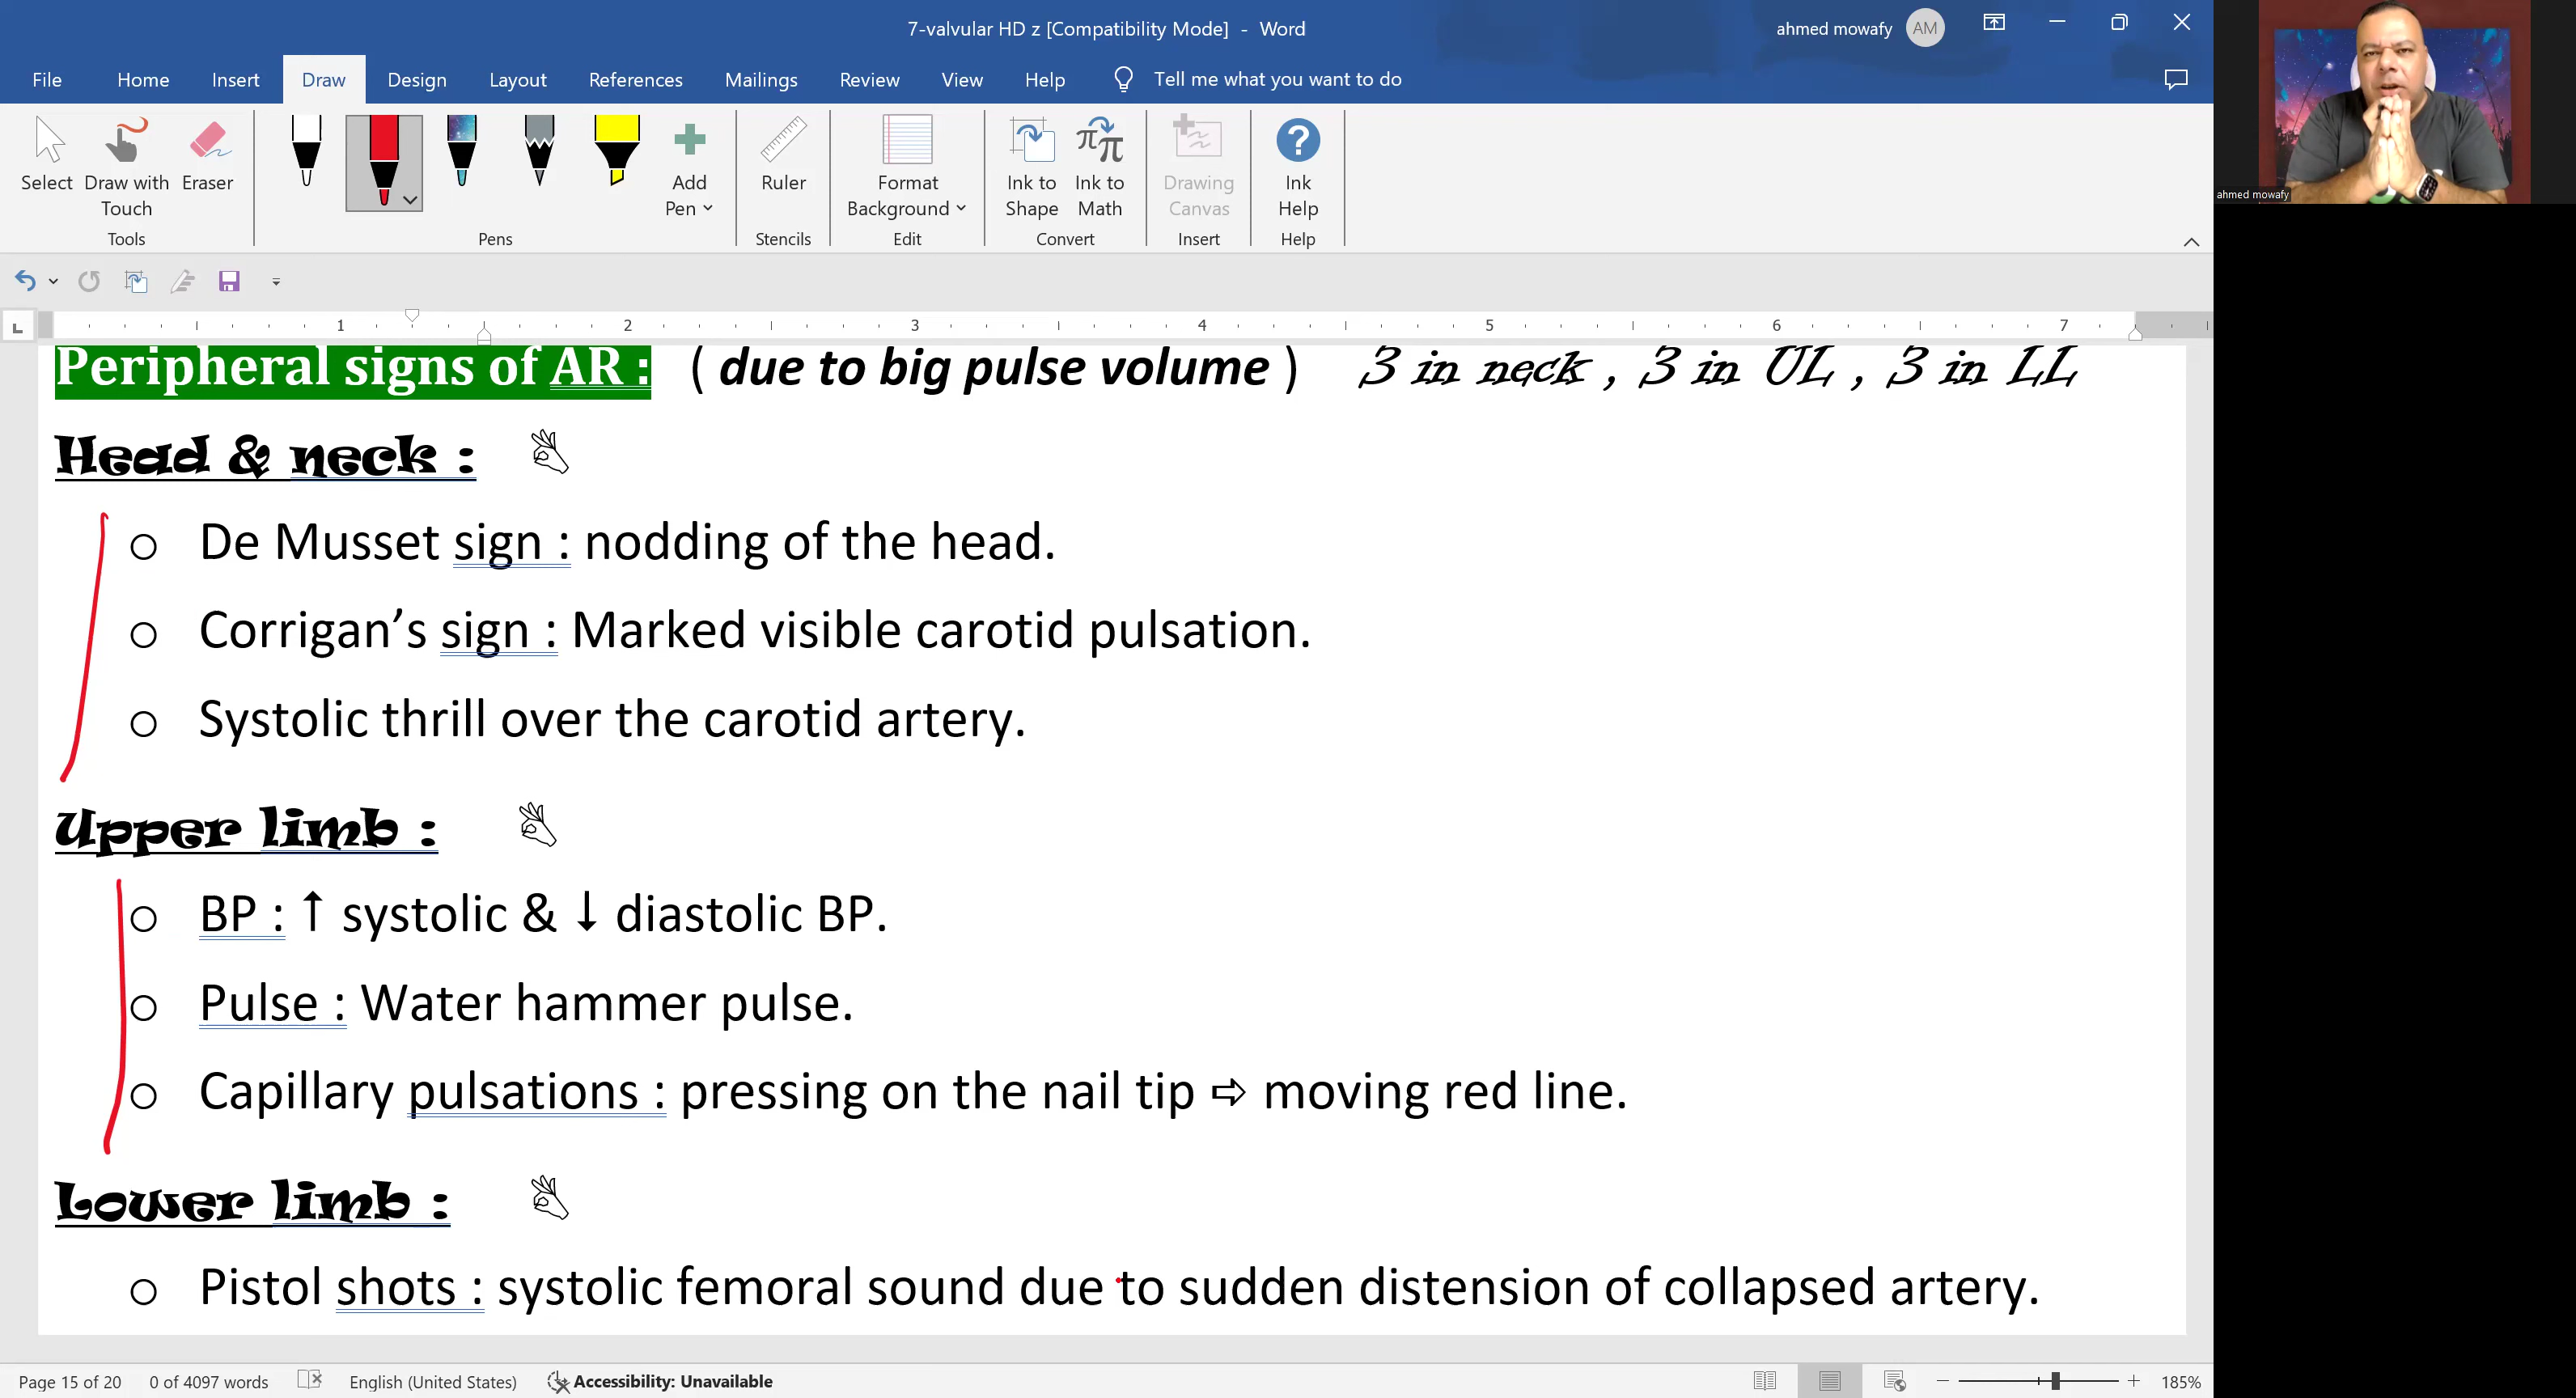 7-valvular HD z [Compatibility Mode] - Word
ahmed mowafy AM
File Home Insert Draw Design Layout References Mailings Review View Help Tell me what you want to do
Select Draw with Touch Eraser Add Pen Ruler Format Background Ink to Shape Ink to Math Drawing Canvas Ink Help
Tools Pens Stencils Edit Convert Insert Help
ahmed mowafy
1 2 3 4 5 6 7
Peripheral signs of AR : ( due to big pulse volume ) 3 in neck , 3 in UL , 3 in LL
Head & neck :
o De Musset sign : nodding of the head.
o Corrigan’s sign : Marked visible carotid pulsation.
o Systolic thrill over the carotid artery.
Upper limb :
o BP : ↑ systolic & ↓ diastolic BP.
o Pulse : Water hammer pulse.
o Capillary pulsations : pressing on the nail tip ⇨ moving red line.
Lower limb :
o Pistol shots : systolic femoral sound due to sudden distension of collapsed artery.
Page 15 of 20 0 of 4097 words English (United States) Accessibility: Unavailable 185%